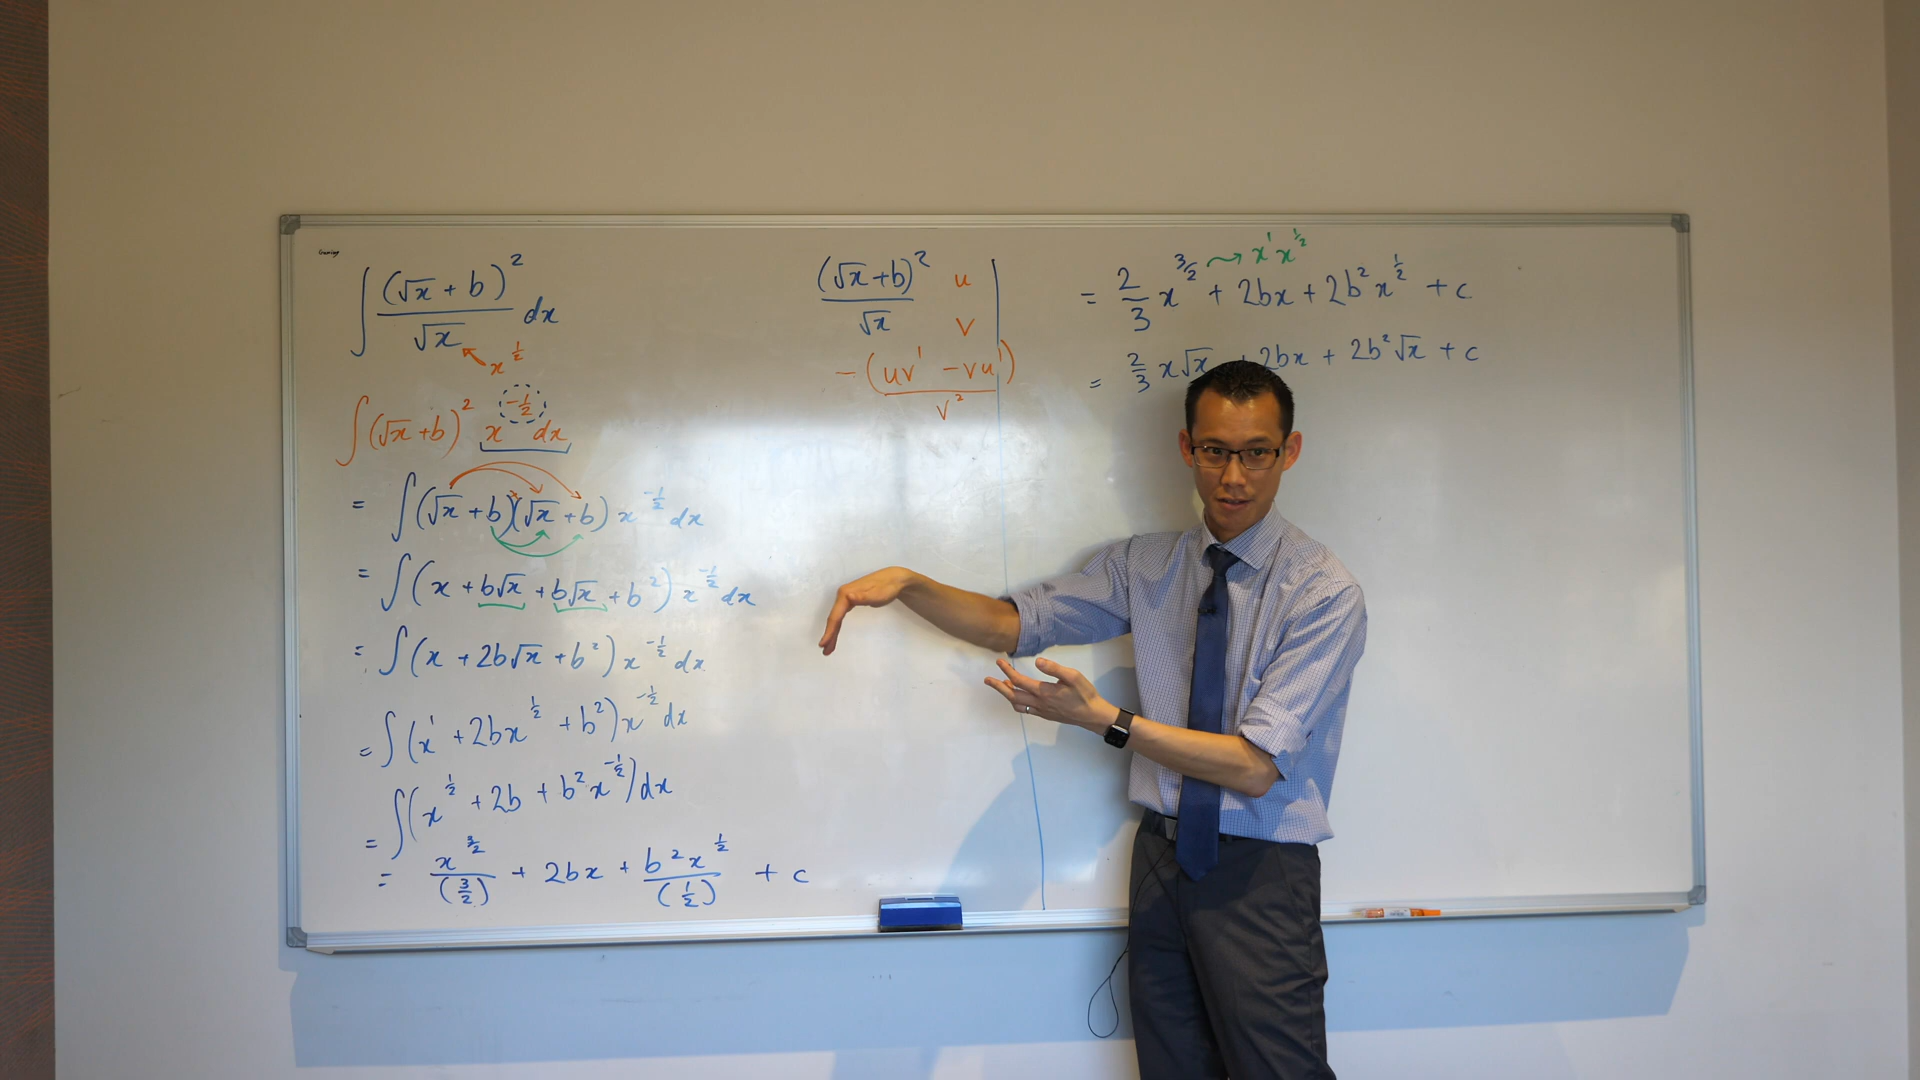 ∫ (√x + b)² / √x dx
x^½
∫ (√x + b)² x^-½ dx
= ∫ (√x + b)(√x + b) x^-½ dx
= ∫ (x + b√x + b√x + b²) x^-½ dx
= ∫ (x + 2b√x + b²) x^-½ dx
= ∫ (x¹ + 2bx^½ + b²) x^-½ dx
= ∫ (x^½ + 2b + b²x^-½) dx
= x^3/2 / (3/2) + 2bx + b²x^½ / (½) + c
(√x + b)² / √x u v
-(uv' - vu') / v²
x¹x^½
= 2/3 x^3/2 + 2bx + 2b²x^½ + c
= 2/3 x√x + 2bx + 2b²√x + c